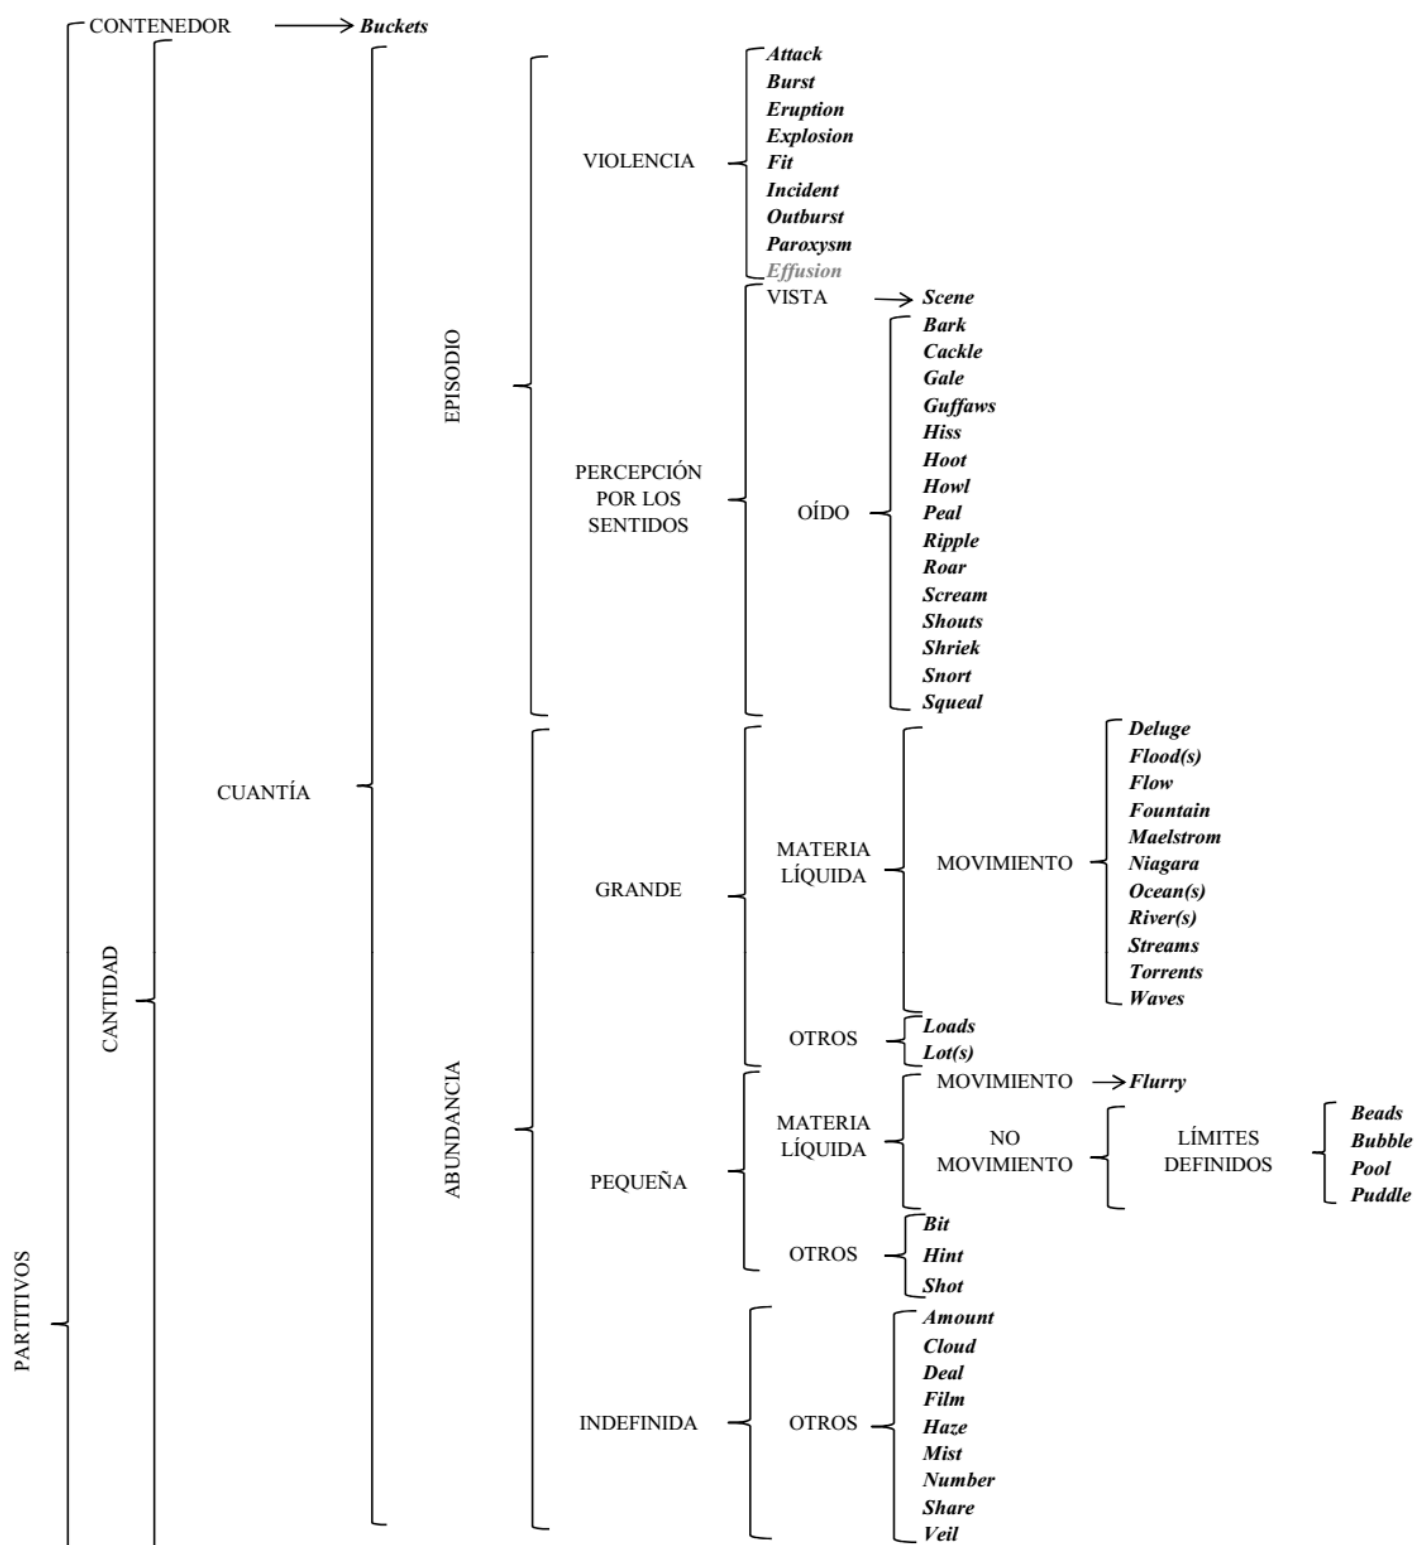 CONTENEDOR
Buckets
PARTITIVOS
CANTIDAD
CUANTÍA
EPISODIO
VIOLENCIA
Attack
Burst
Eruption
Explosion
Fit
Incident
Outburst
Paroxysm
Effusion
PERCEPCIÓN
POR LOS
SENTIDOS
VISTA
Scene
OÍDO
Bark
Cackle
Gale
Guffaws
Hiss
Hoot
Howl
Peal
Ripple
Roar
Scream
Shouts
Shriek
Snort
Squeal
ABUNDANCIA
GRANDE
MATERIA
LÍQUIDA
MOVIMIENTO
Deluge
Flood(s)
Flow
Fountain
Maelstrom
Niagara
Ocean(s)
River(s)
Streams
Torrents
Waves
OTROS
Loads
Lot(s)
PEQUEÑA
MATERIA
LÍQUIDA
MOVIMIENTO
Flurry
NO
MOVIMIENTO
LÍMITES
DEFINIDOS
Beads
Bubble
Pool
Puddle
OTROS
Bit
Hint
Shot
INDEFINIDA
OTROS
Amount
Cloud
Deal
Film
Haze
Mist
Number
Share
Veil